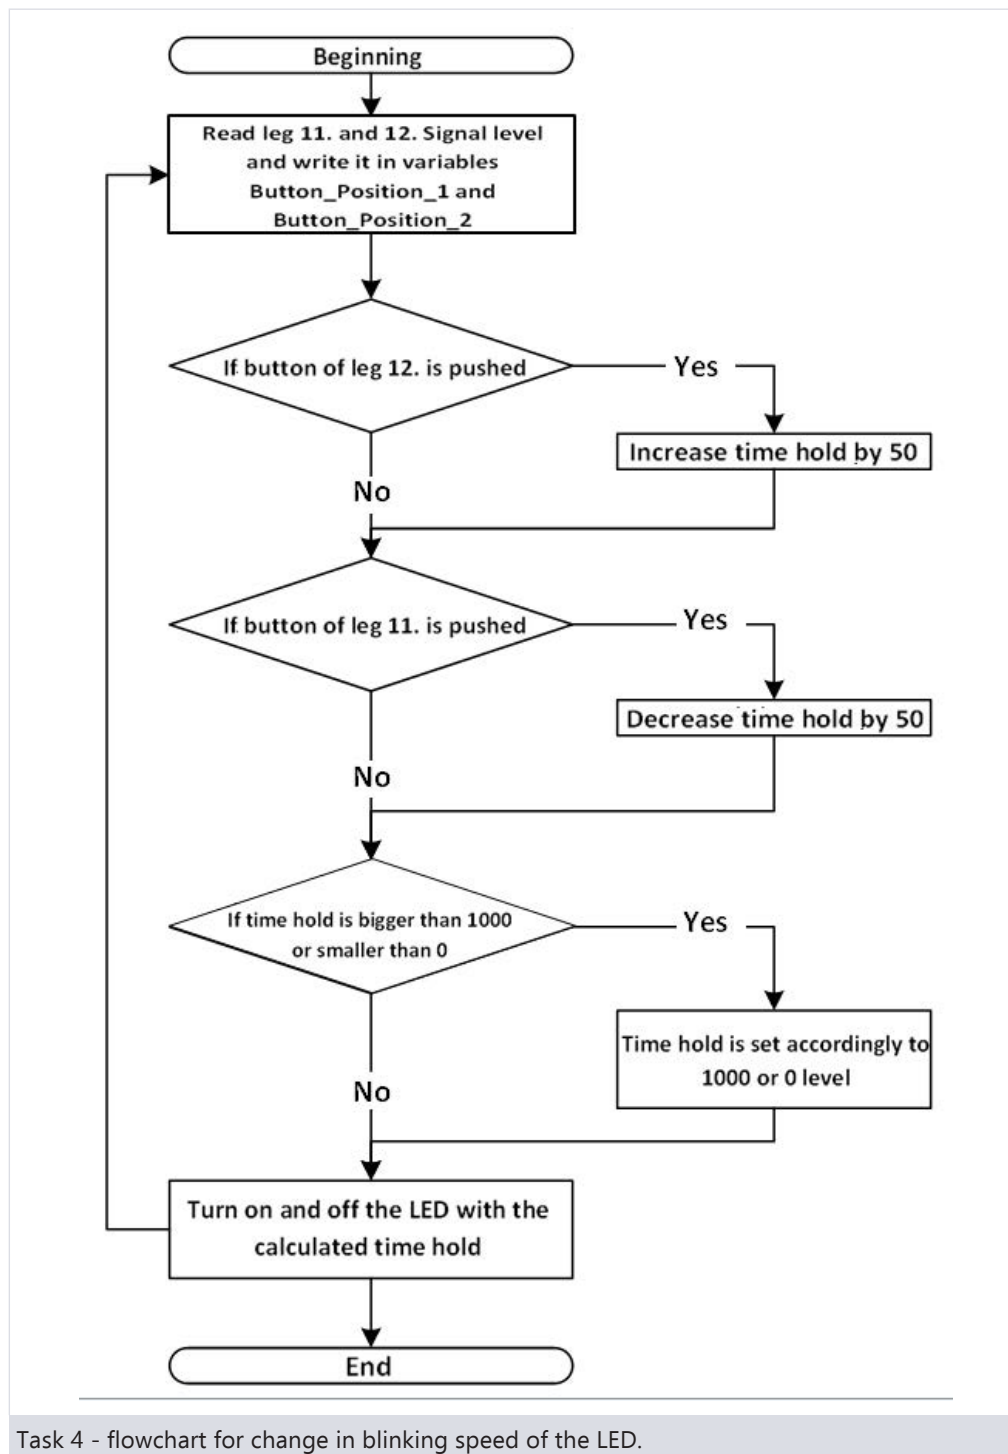 Beginning
Read leg 11. and 12. Signal level
and write it in variables
Button_Position_1 and
Button_Position_2
If button of leg 12. is pushed
Yes
Increase time hold by 50
No
If button of leg 11. is pushed
Yes
Decrease time hold by 50
No
If time hold is bigger than 1000
or smaller than 0
Yes
Time hold is set accordingly to
1000 or 0 level
No
Turn on and off the LED with the
calculated time hold
End
Task 4 - flowchart for change in blinking speed of the LED.